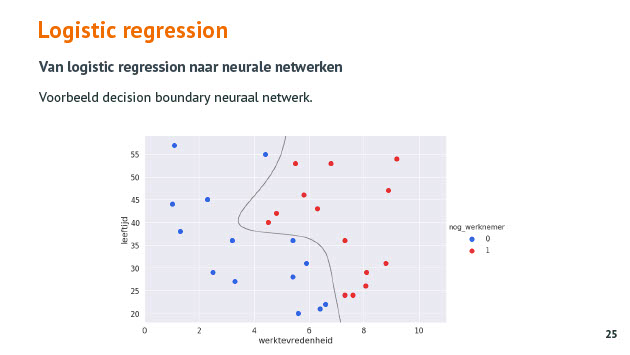 Logistic regression
Van logistic regression naar neurale netwerken
Voorbeeld decision boundary neuraal netwerk.
55
50
45
40
35
30
25
20
leeftijd
0 2 4 6 8 10
werktevredenheid
nog_werknemer
0
1
25